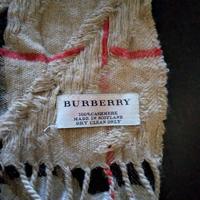 BURBERRY
100% CASHMERE
MADE IN SCOTLAND
DRY CLEAN ONLY